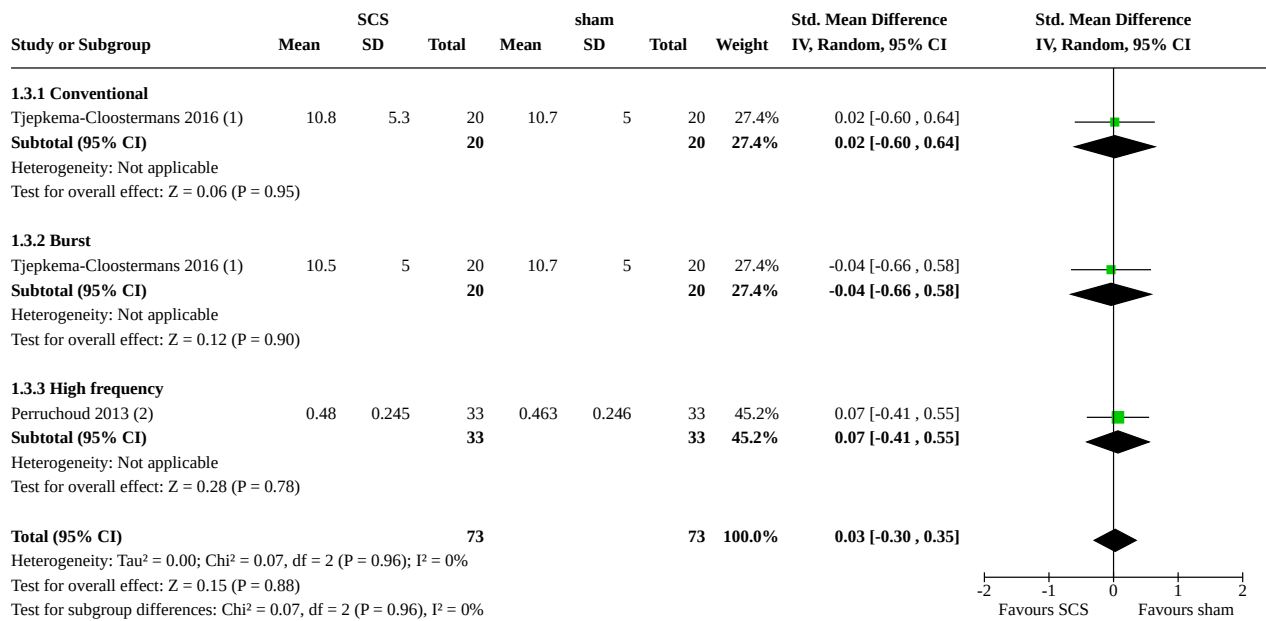 SCS sham Std. Mean Difference Std. Mean Difference
Study or Subgroup Mean SD Total Mean SD Total Weight IV, Random, 95% CI IV, Random, 95% CI
1.3.1 Conventional
Tjepkema-Cloostermans 2016 (1) 10.8 5.3 20 10.7 5 20 27.4% 0.02 [-0.60 , 0.64]
Subtotal (95% CI) 20 20 27.4% 0.02 [-0.60 , 0.64]
Heterogeneity: Not applicable
Test for overall effect: Z = 0.06 (P = 0.95)
1.3.2 Burst
Tjepkema-Cloostermans 2016 (1) 10.5 5 20 10.7 5 20 27.4% -0.04 [-0.66 , 0.58]
Subtotal (95% CI) 20 20 27.4% -0.04 [-0.66 , 0.58]
Heterogeneity: Not applicable
Test for overall effect: Z = 0.12 (P = 0.90)
1.3.3 High frequency
Perruchoud 2013 (2) 0.48 0.245 33 0.463 0.246 33 45.2% 0.07 [-0.41 , 0.55]
Subtotal (95% CI) 33 33 45.2% 0.07 [-0.41 , 0.55]
Heterogeneity: Not applicable
Test for overall effect: Z = 0.28 (P = 0.78)
Total (95% CI) 73 73 100.0% 0.03 [-0.30 , 0.35]
Heterogeneity: Tau² = 0.00; Chi² = 0.07, df = 2 (P = 0.96); I² = 0%
Test for overall effect: Z = 0.15 (P = 0.88)
Test for subgroup differences: Chi² = 0.07, df = 2 (P = 0.96), I² = 0%
-2 -1 0 1 2
Favours SCS Favours sham